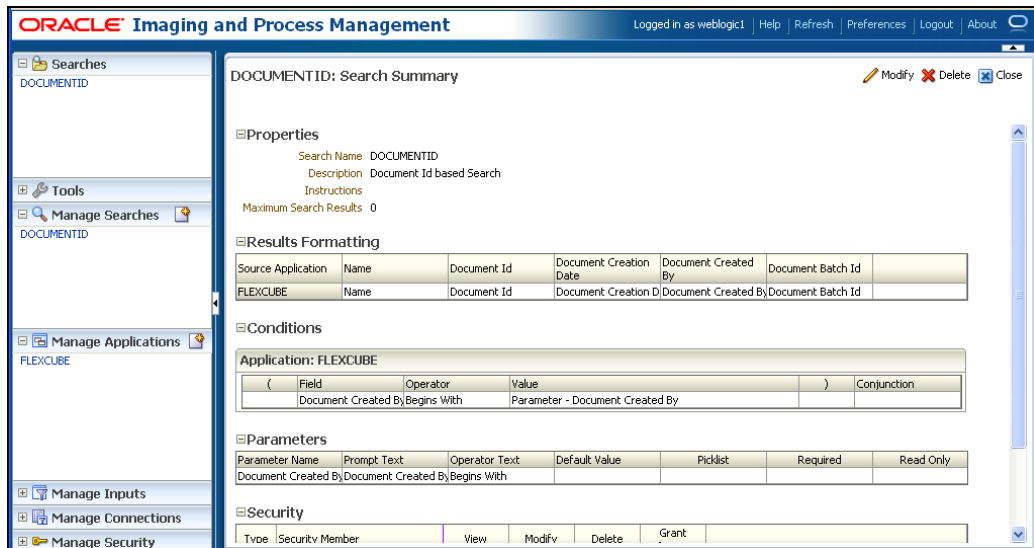 ORACLE Imaging and Process Management
Logged in as weblogic1 | Help | Refresh | Preferences | Logout | About
Searches
DOCUMENTID
Tools
Manage Searches
DOCUMENTID
Manage Applications
FLEXCUBE
Manage Inputs
Manage Connections
Manage Security
DOCUMENTID: Search Summary
Modify Delete Close
Properties
Search Name DOCUMENTID
Description Document Id based Search
Instructions
Maximum Search Results 0
Results Formatting
Source Application Name Document Id Document Creation Date Document Created By Document Batch Id
FLEXCUBE Name Document Id Document Creation D Document Created By Document Batch Id
Conditions
Application: FLEXCUBE
( Field Operator Value ) Conjunction
Document Created By Begins With Parameter - Document Created By
Parameters
Parameter Name Prompt Text Operator Text Default Value Picklist Required Read Only
Document Created By Document Created By Begins With
Security
Type Security Member View Modify Delete Grant